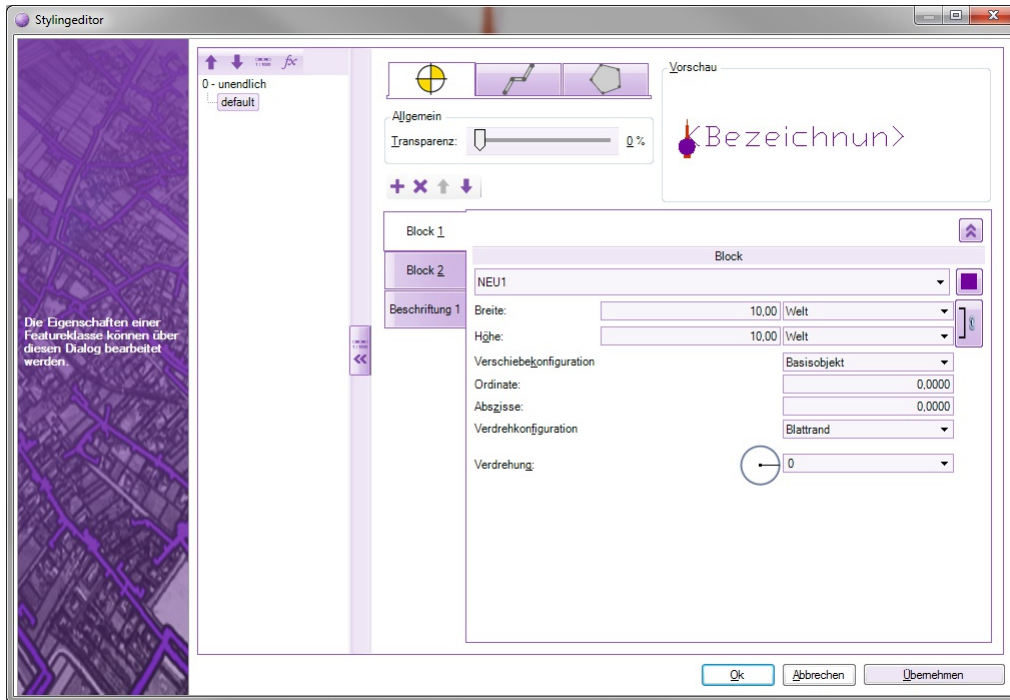 Stylingeditor
Die Eigenschaften einer
Featureklasse können über
diesen Dialog bearbeitet
werden.
fx
0 - unendlich
default
Allgemein
Transparenz:
0 %
Vorschau
<Bezeichnun>
Block 1
Block 2
Beschriftung 1
Block
NEU1
Breite:
10,00 Welt
Höhe:
10,00 Welt
Verschiebekonfiguration
Basisobjekt
Ordinate:
0,0000
Abszisse:
0,0000
Verdrehkonfiguration
Blattrand
Verdrehung:
0
Ok
Abbrechen
Übernehmen